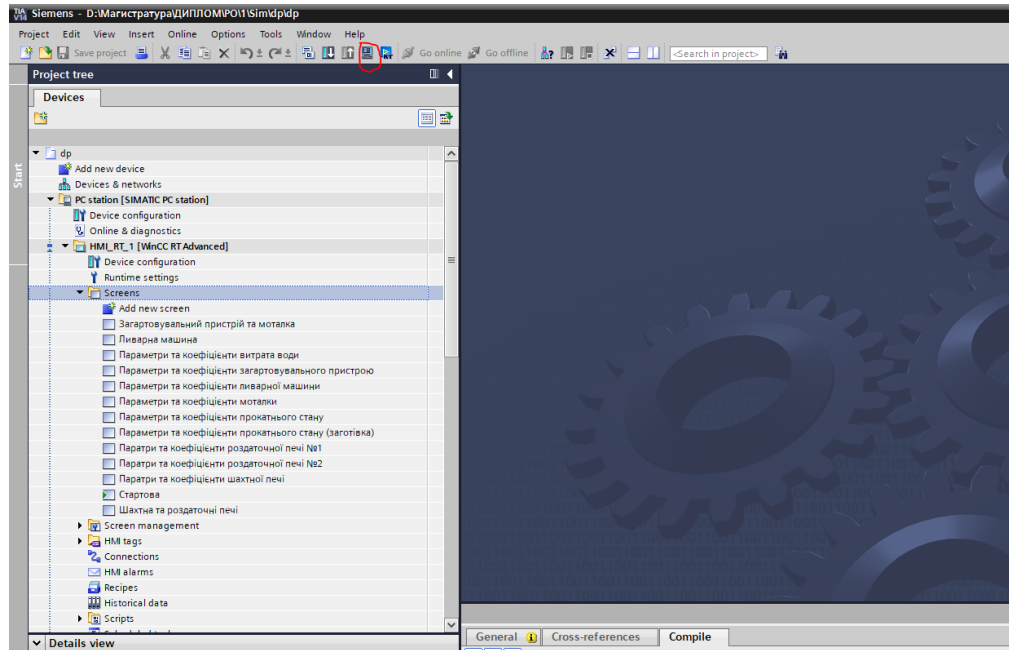 TIA V14 Siemens - D:\Магистратура\ДИПЛОМ\РО\1\Sim\dp\dp
Project Edit View Insert Online Options Tools Window Help
Save project Go online Go offline <Search in project>
Project tree
Devices
Start
dp
Add new device
Devices & networks
PC station [SIMATIC PC station]
Device configuration
Online & diagnostics
HMI_RT_1 [WinCC RT Advanced]
Device configuration
Runtime settings
Screens
Add new screen
Загартовувальний пристрій та моталка
Ливарна машина
Параметри та коефіцієнти витрата води
Параметри та коефіцієнти загартовувального пристрою
Параметри та коефіцієнти ливарної машини
Параметри та коефіцієнти моталки
Параметри та коефіцієнти прокатнього стану
Параметри та коефіцієнти прокатнього стану (заготівка)
Паратри та коефіцієнти роздаточної печі №1
Паратри та коефіцієнти роздаточної печі №2
Паратри та коефіцієнти шахтної печі
Стартова
Шахтна та роздаточні печі
Screen management
HMI tags
Connections
HMI alarms
Recipes
Historical data
Scripts
Details view
General Cross-references Compile